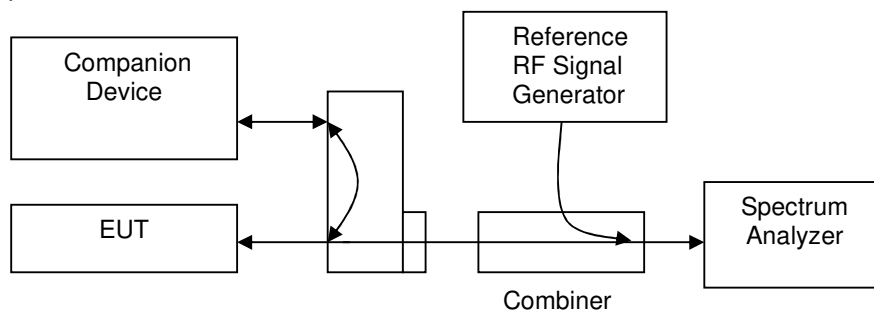 Companion
Device
Reference
RF Signal
Generator
EUT
Spectrum
Analyzer
Combiner